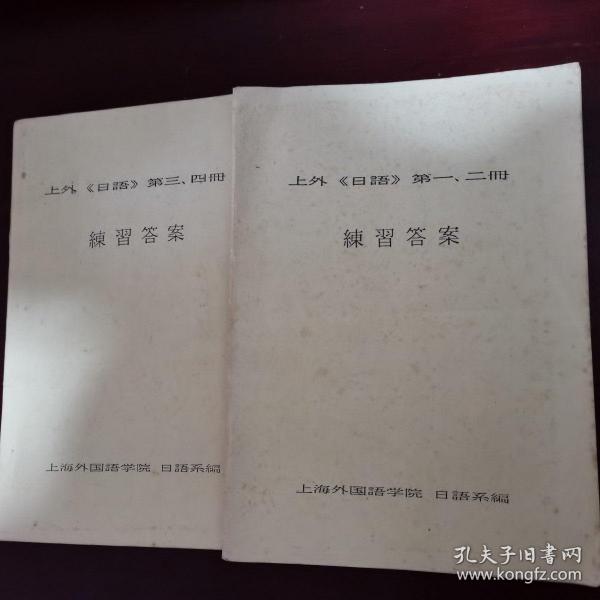 上外《日語》第三、四冊
練習答案
上海外国語学院 日語系編
上外《日語》第一、二冊
練習答案
上海外国語学院 日語系編
孔夫子旧书网
www.kongfz.com